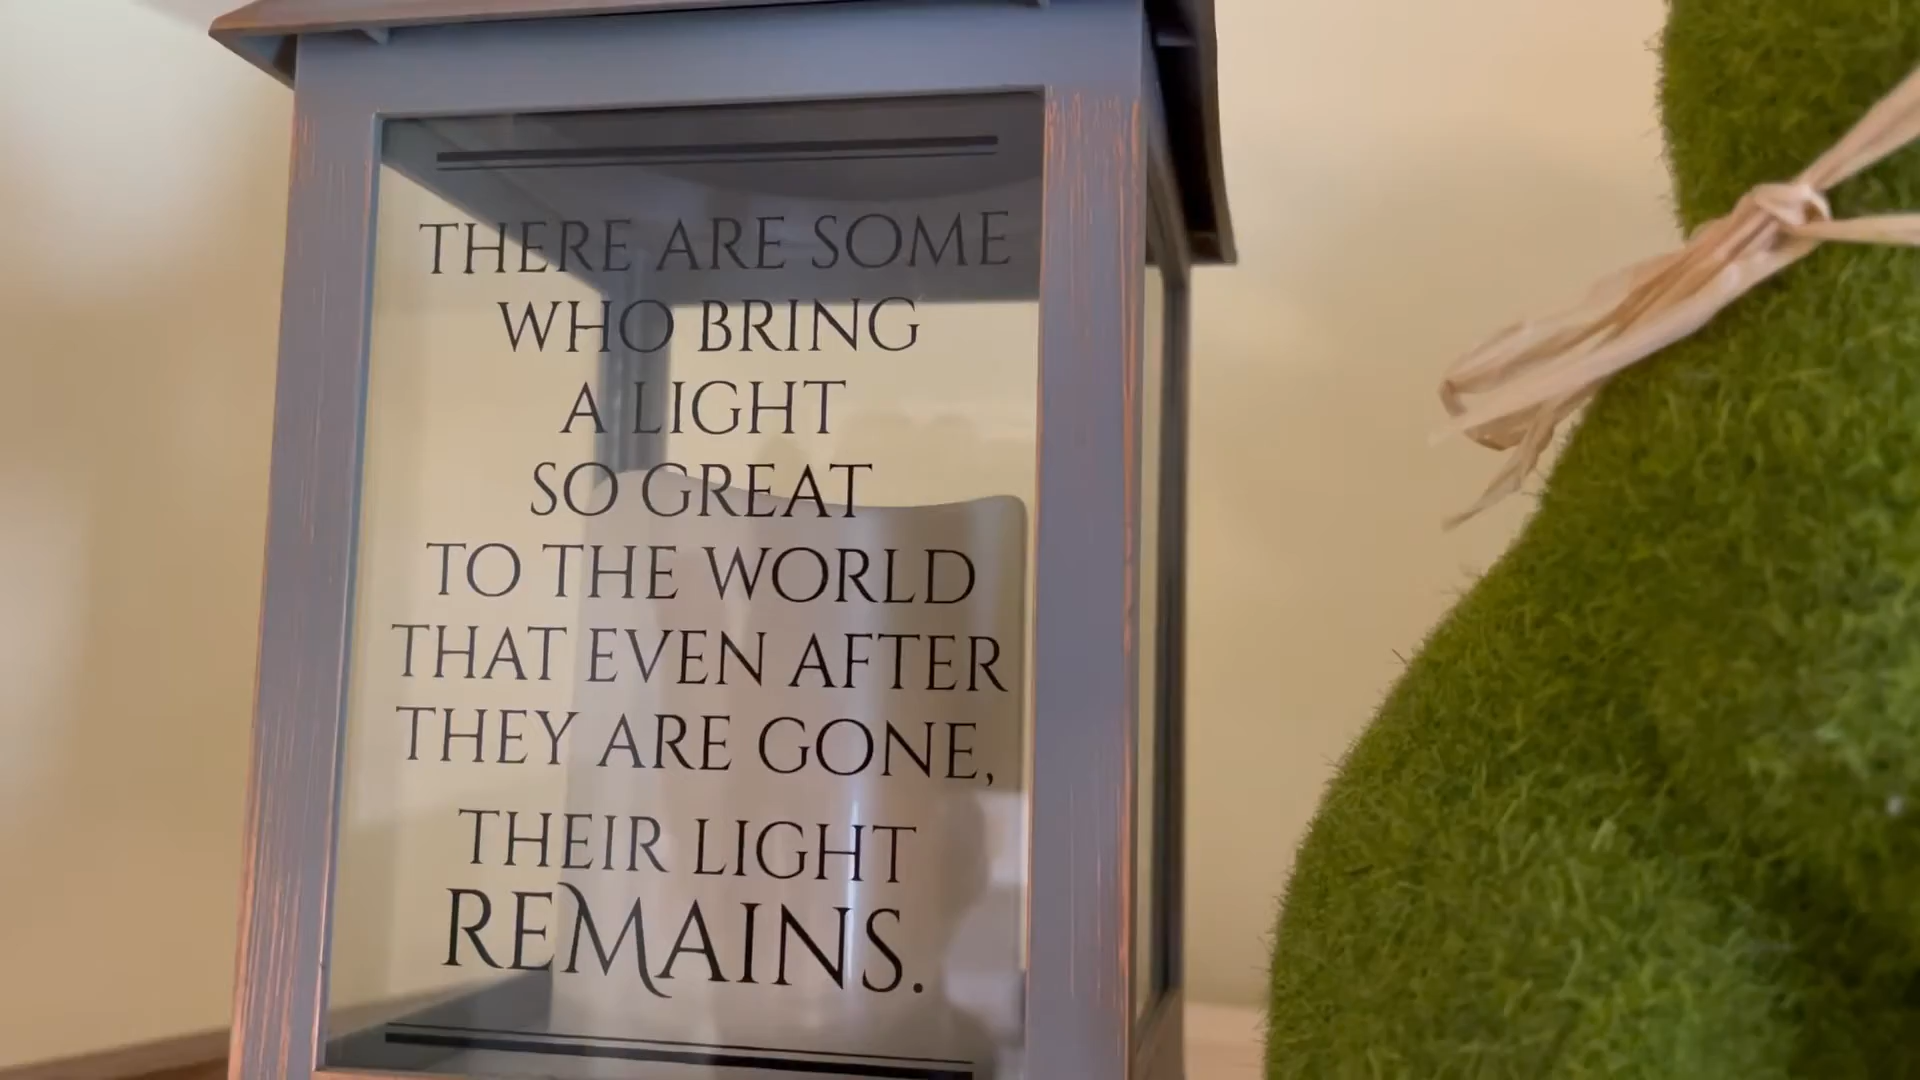 THERE ARE SOME
WHO BRING
A LIGHT
SO GREAT
TO THE WORLD
THAT EVEN AFTER
THEY ARE GONE,
THEIR LIGHT
REMAINS.